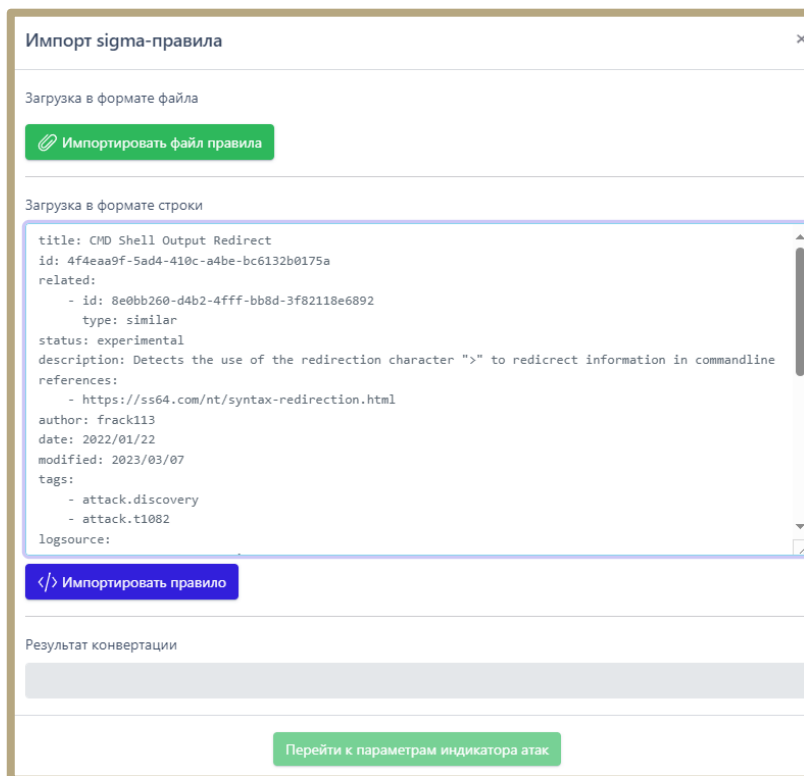 Импорт sigma-правила
Загрузка в формате файла
Импортировать файл правила
Загрузка в формате строки
title: CMD Shell Output Redirect
id: 4f4eaa9f-5ad4-410c-a4be-bc6132b0175a
related:
    - id: 8e0bb260-d4b2-4fff-bb8d-3f82118e6892
      type: similar
status: experimental
description: Detects the use of the redirection character ">" to redicrect information in commandline
references:
    - https://ss64.com/nt/syntax-redirection.html
author: frack113
date: 2022/01/22
modified: 2023/03/07
tags:
    - attack.discovery
    - attack.t1082
logsource:
</> Импортировать правило
Результат конвертации
Перейти к параметрам индикатора атак